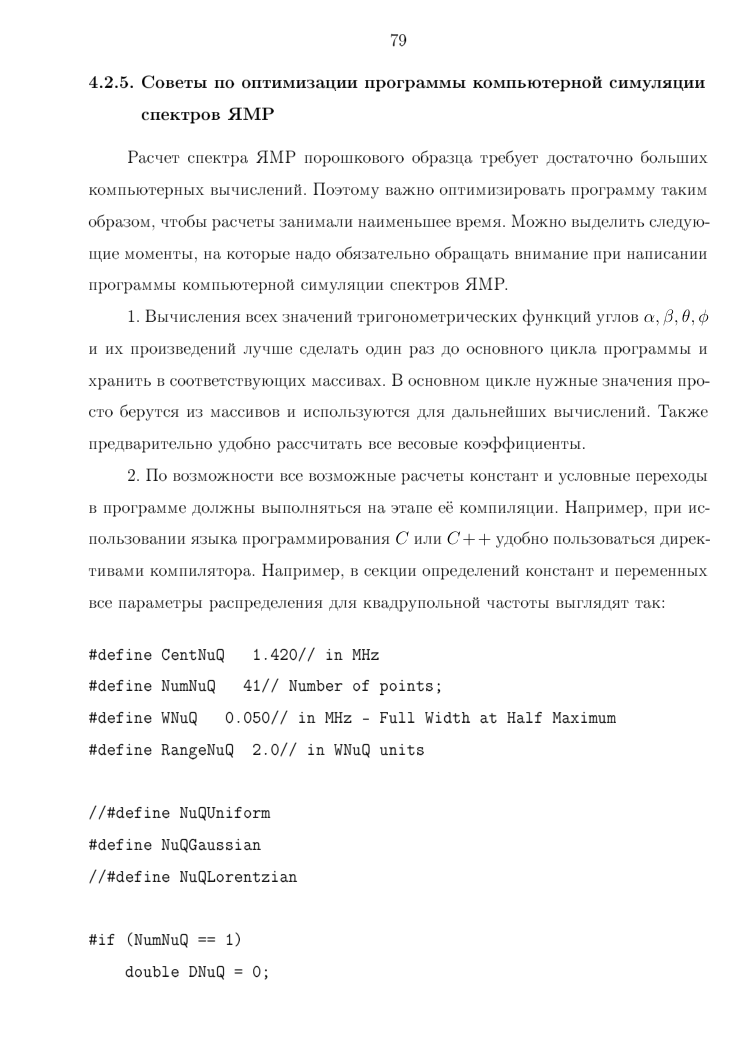 79
4.2.5. Советы по оптимизации программы компьютерной симуляции
спектров ЯМР
Расчет спектра ЯМР порошкового образца требует достаточно больших
компьютерных вычислений. Поэтому важно оптимизировать программу таким
образом, чтобы расчеты занимали наименьшее время. Можно выделить следую-
щие моменты, на которые надо обязательно обращать внимание при написании
программы компьютерной симуляции спектров ЯМР.
1. Вычисления всех значений тригонометрических функций углов α, β, θ, ϕ
и их произведений лучше сделать один раз до основного цикла программы и
хранить в соответствующих массивах. В основном цикле нужные значения про-
сто берутся из массивов и используются для дальнейших вычислений. Также
предварительно удобно рассчитать все весовые коэффициенты.
2. По возможности все возможные расчеты констант и условные переходы
в программе должны выполняться на этапе её компиляции. Например, при ис-
пользовании языка программирования C или C++ удобно пользоваться дирек-
тивами компилятора. Например, в секции определений констант и переменных
все параметры распределения для квадрупольной частоты выглядят так:
#define CentNuQ   1.420// in MHz
#define NumNuQ   41// Number of points;
#define WNuQ   0.050// in MHz - Full Width at Half Maximum
#define RangeNuQ  2.0// in WNuQ units
//#define NuQUniform
#define NuQGaussian
//#define NuQLorentzian
#if (NumNuQ == 1)
    double DNuQ = 0;